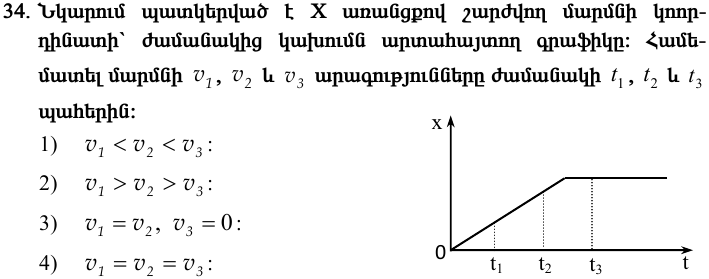 34. Նկարում պատկերված է X առանցքով շարժվող մարմնի կոոր-
դինատի՝ ժամանակից կախումն արտահայտող գրաֆիկը: Համե-
մատել մարմնի v₁, v₂ և v₃ արագությունները ժամանակի t₁, t₂ և t₃
պահերին:
1) v₁ < v₂ < v₃:
2) v₁ > v₂ > v₃:
3) v₁ = v₂, v₃ = 0:
4) v₁ = v₂ = v₃:
x
0 t₁ t₂ t₃ t